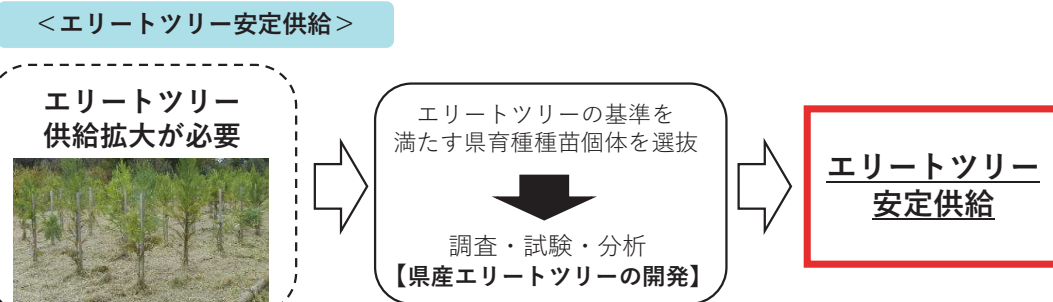 ＜エリートツリー安定供給＞
エリートツリー
供給拡大が必要
エリートツリーの基準を
満たす県育種種苗個体を選抜
調査・試験・分析
【県産エリートツリーの開発】
エリートツリー
安定供給